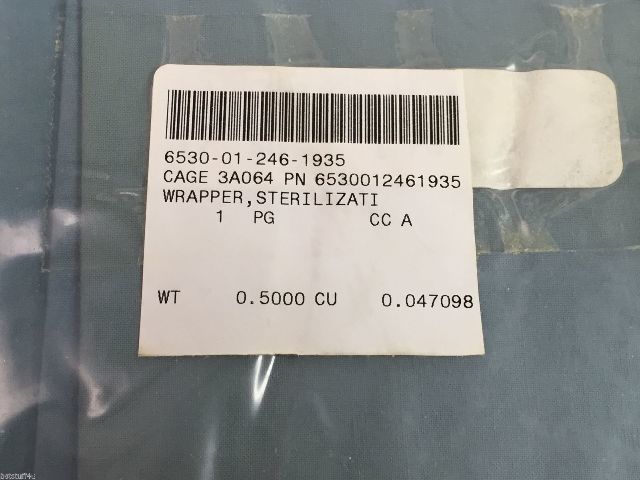 6530-01-246-1935
CAGE 3A064 PN 6530012461935
WRAPPER,STERILIZATI
1 PG CC A
WT 0.5000 CU 0.047098
botstuff4u